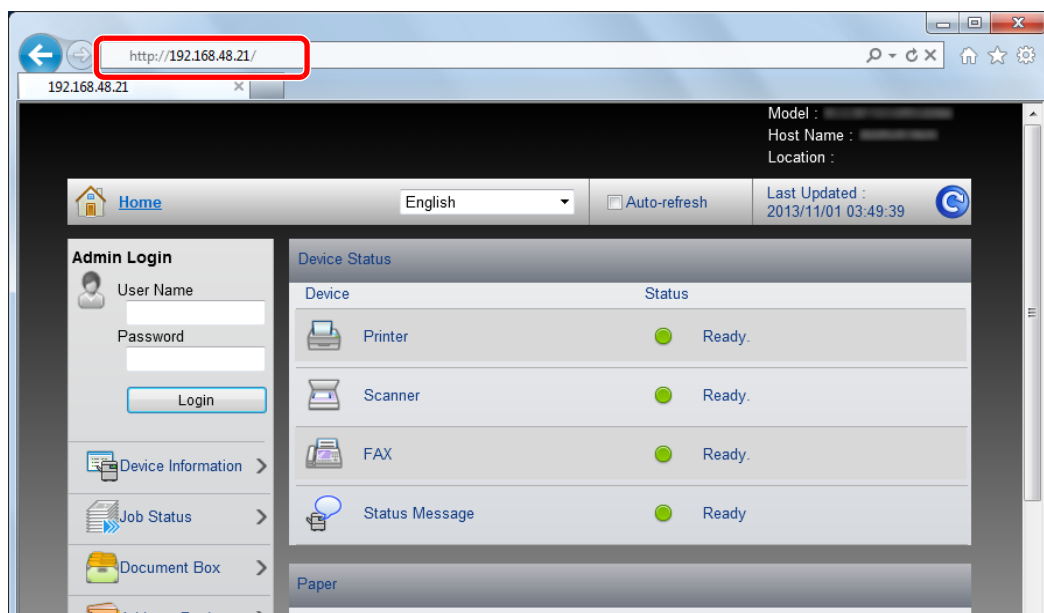 http://192.168.48.21/
192.168.48.21
Model :
Host Name :
Location :
Home
English
Auto-refresh
Last Updated :
2013/11/01 03:49:39
Admin Login
User Name
Password
Login
Device Information
Job Status
Document Box
Device Status
Device Status
Printer Ready.
Scanner Ready.
FAX Ready.
Status Message Ready
Paper